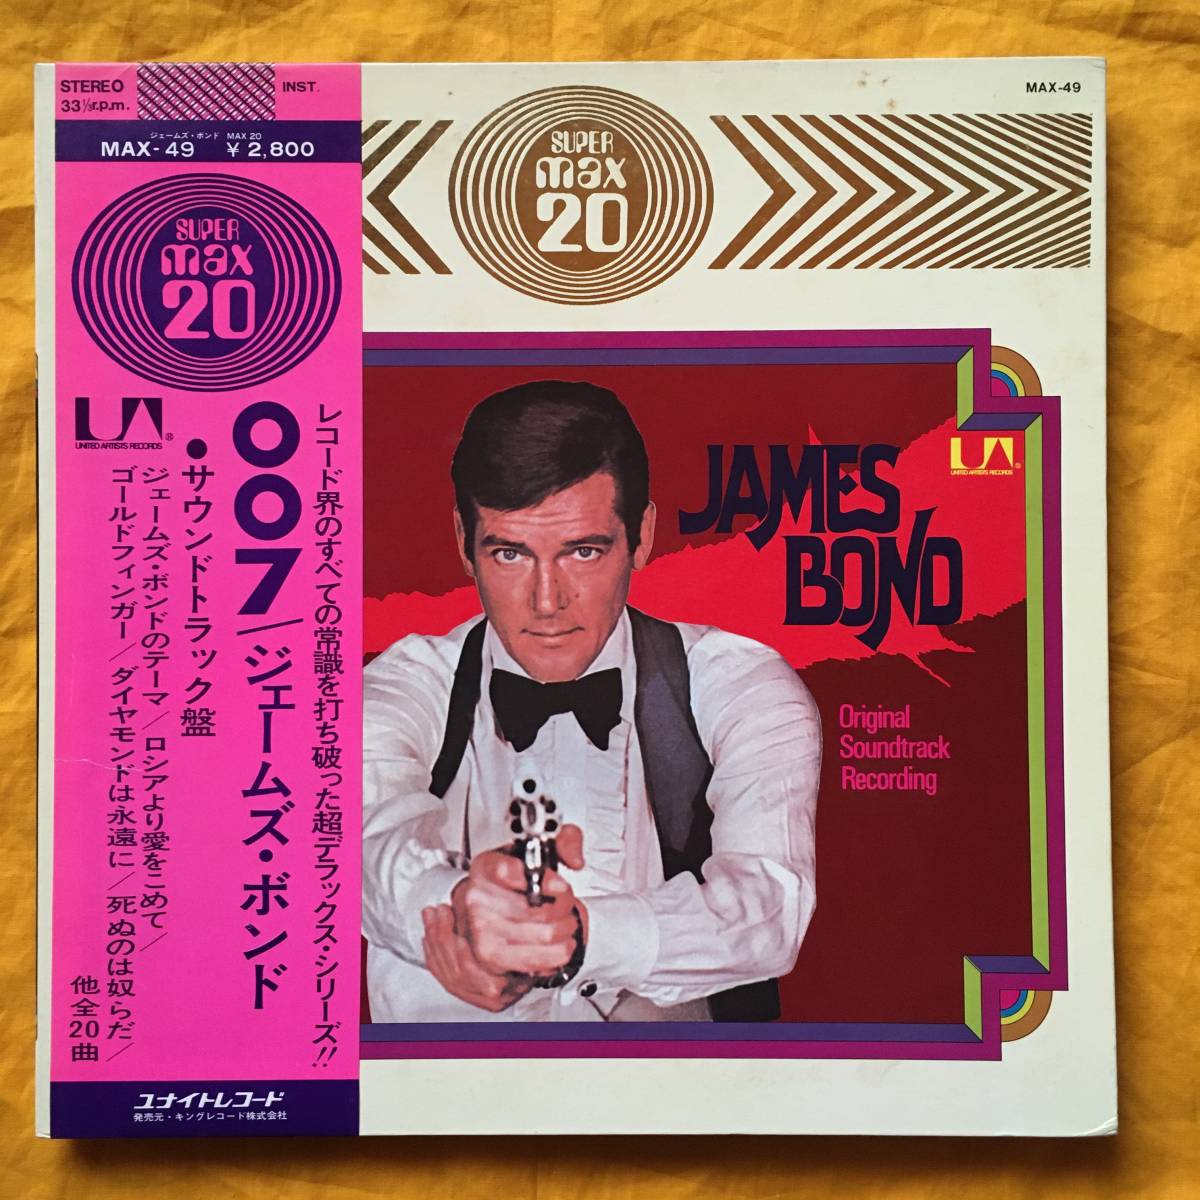 STEREO
33⅓r.p.m.
INST.
ジェームズ・ボンド MAX 20
MAX-49 ¥2,800
SUPER
max
20
UA
UNITED ARTISTS RECORDS ®
レコード界のすべての常識を打ち破った超デラックス・シリーズ!!
007/ジェームズ・ボンド
•サウンドトラック盤
ジェームズ・ボンドのテーマ/ロシアより愛をこめて/
ゴールドフィンガー/ダイヤモンドは永遠に/死ぬのは奴らだ/
他全20曲
ユナイトレコード
発売元・キングレコード株式会社
MAX-49
SUPER
max
20
JAMES
BOND
UA
UNITED ARTISTS RECORDS ®
Original
Soundtrack
Recording